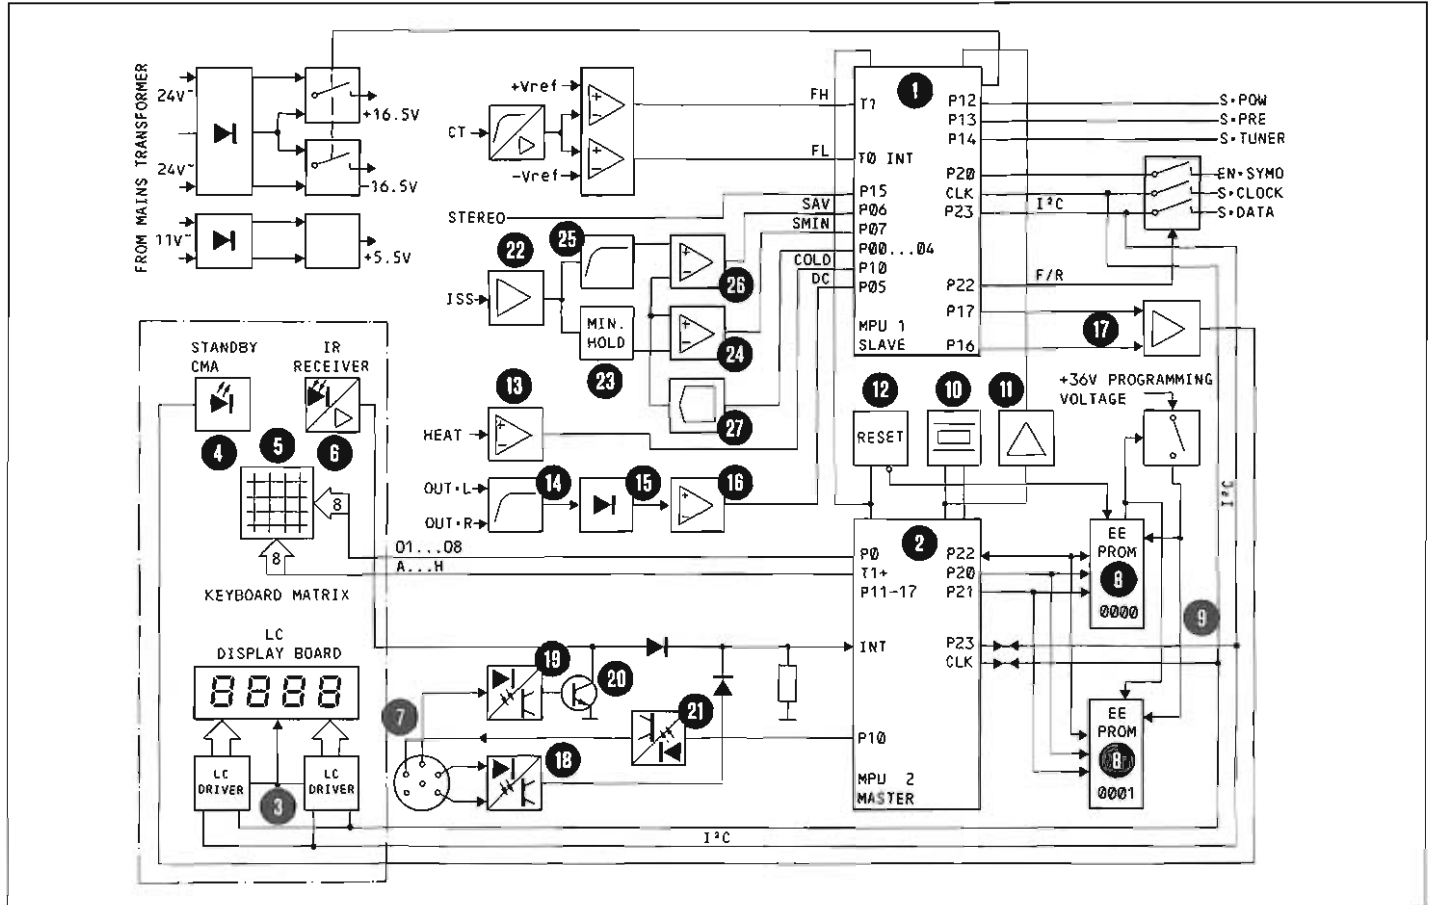 FROM MAINS TRANSFORMER
24V~
24V~
11V~
+16.5V
-16.5V
+5.5V
+Vref
CT
-Vref
FH
FL
STEREO
SAV
SMIN
COLD
DC
T1
T0 INT
P15
P06
P07
P00...04
P10
P05
MPU 1
SLAVE
1
P12
P13
P14
P20
CLK
P23
P22
P17
P16
S•POW
S•PRE
S•TUNER
EN•SYMO
S•CLOCK
S•DATA
I²C
F/R
17
22
25
26
ISS
MIN.
HOLD
23
24
27
13
HEAT
OUT•L
OUT•R
14
15
16
12
10
11
RESET
+36V PROGRAMMING
VOLTAGE
I²C
STANDBY
CMA
IR
RECEIVER
4
5
6
8
8
01...08
A...H
KEYBOARD MATRIX
LC
DISPLAY BOARD
8888
LC
DRIVER
LC
DRIVER
3
7
19
20
21
18
2
P0
T1+
P11-17
INT
P10
MPU 2
MASTER
P22
P20
P21
P23
CLK
EE
PROM
8
0000
9
EE
PROM
8
0001
I²C